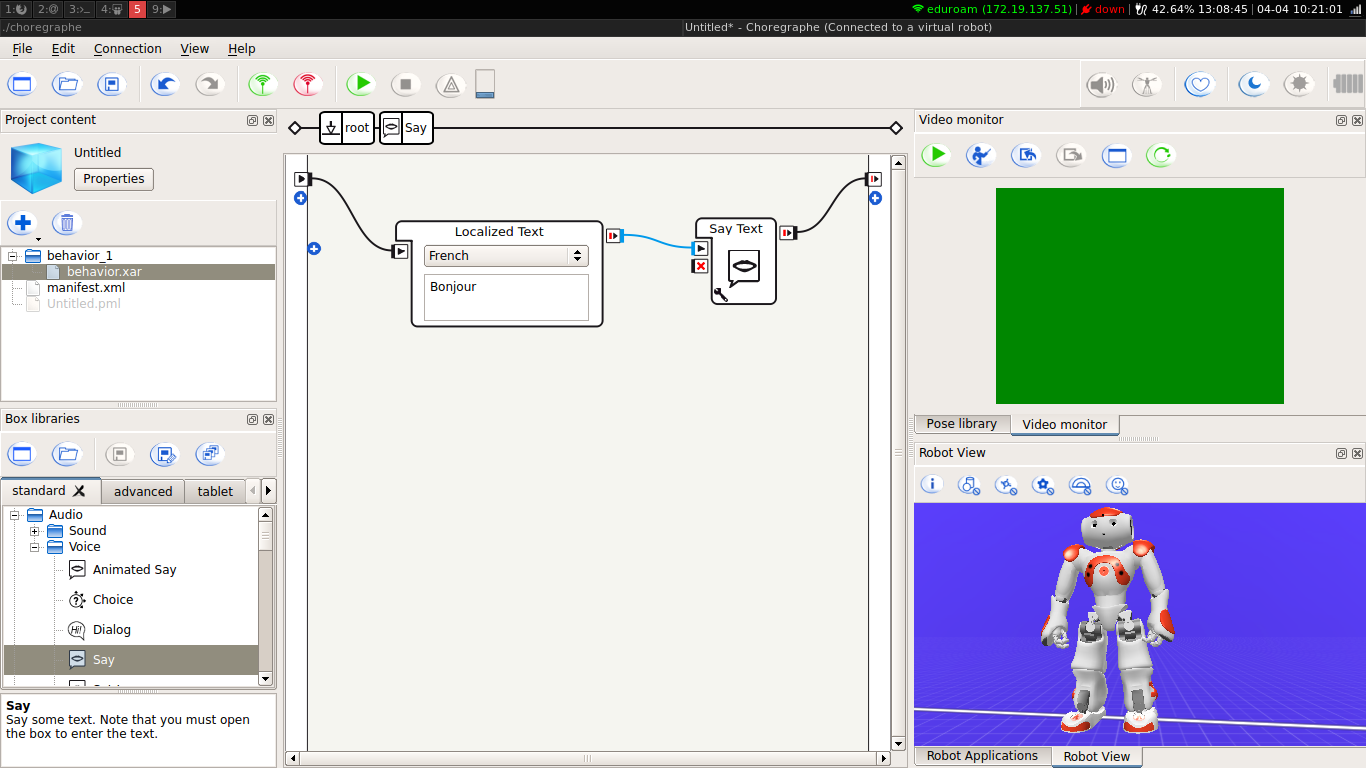 1: 2:@ 3:>_ 4: 5 9:
eduroam (172.19.137.51) | down | 42.64% 13:08:45 | 04-04 10:21:01
./choregraphe
Untitled* - Choregraphe (Connected to a virtual robot)
File Edit Connection View Help
Project content
Untitled
Properties
behavior_1
behavior.xar
manifest.xml
Untitled.pml
Box libraries
standard advanced tablet
Audio
Sound
Voice
Animated Say
Choice
Hi!
Dialog
Say
Say
Say some text. Note that you must open
the box to enter the text.
root Say
Localized Text
French
Bonjour
Say Text
Video monitor
Pose library Video monitor
Robot View
Robot Applications Robot View